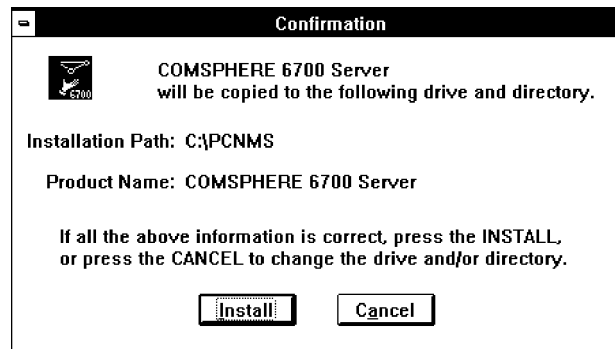 Confirmation
6700
COMSPHERE 6700 Server
will be copied to the following drive and directory.
Installation Path: C:\PCNMS
Product Name: COMSPHERE 6700 Server
If all the above information is correct, press the INSTALL,
or press the CANCEL to change the drive and/or directory.
Install Cancel